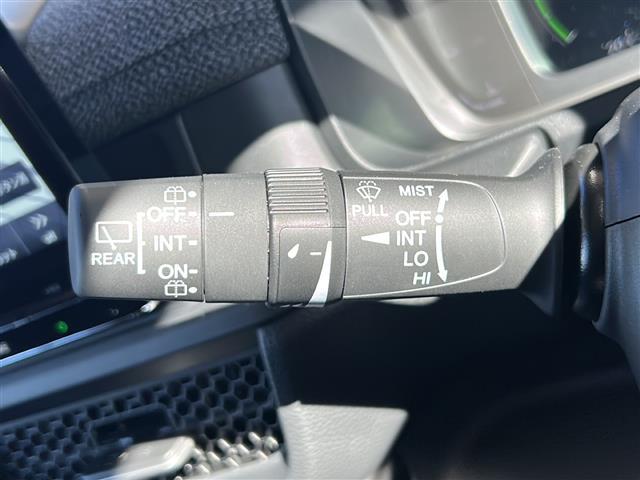 REAR
OFF
INT
ON
PULL
MIST
OFF
INT
LO
HI